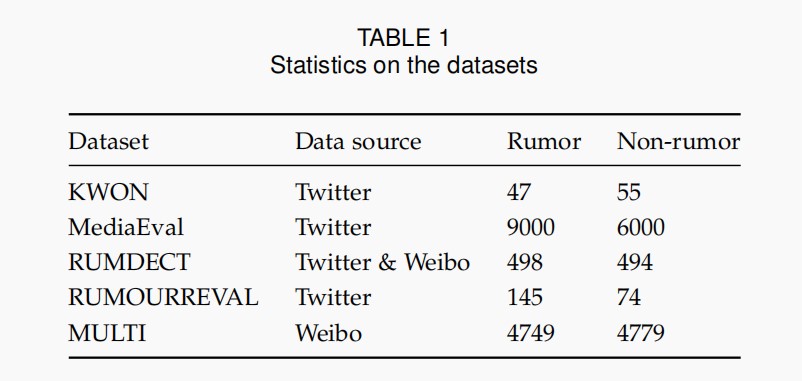 TABLE 1
Statistics on the datasets
Dataset Data source Rumor Non-rumor
KWON Twitter 47 55
MediaEval Twitter 9000 6000
RUMDECT Twitter & Weibo 498 494
RUMOURREVAL Twitter 145 74
MULTI Weibo 4749 4779